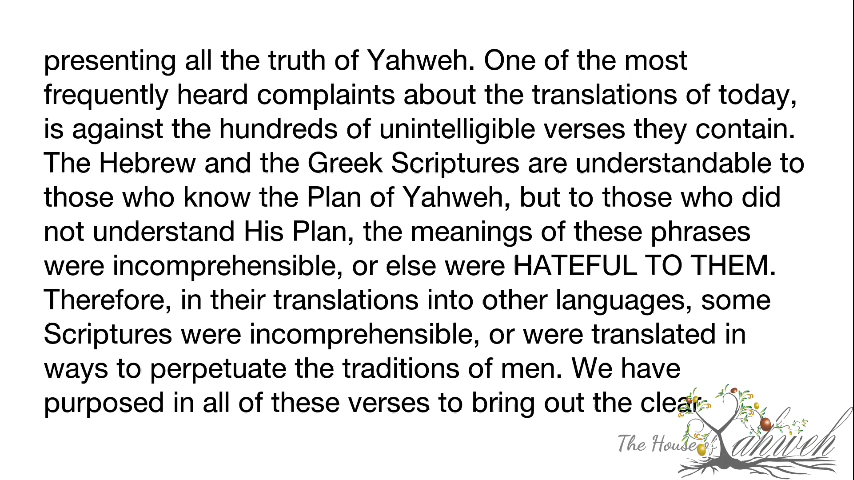 presenting all the truth of Yahweh. One of the most
frequently heard complaints about the translations of today,
is against the hundreds of unintelligible verses they contain.
The Hebrew and the Greek Scriptures are understandable to
those who know the Plan of Yahweh, but to those who did
not understand His Plan, the meanings of these phrases
were incomprehensible, or else were HATEFUL TO THEM.
Therefore, in their translations into other languages, some
Scriptures were incomprehensible, or were translated in
ways to perpetuate the traditions of men. We have
purposed in all of these verses to bring out the clear
The House of Yahweh